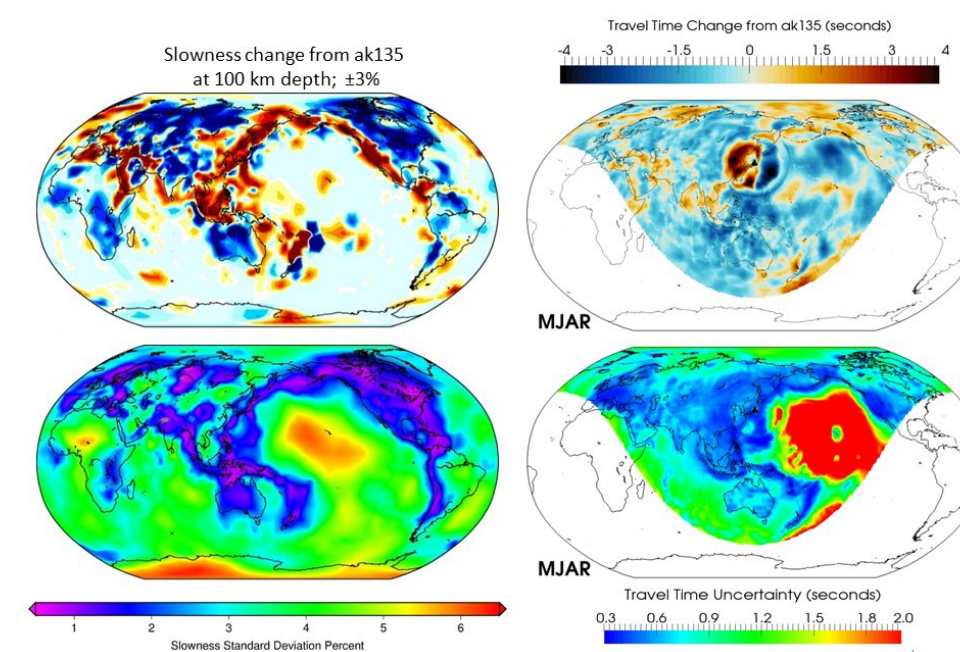 Slowness change from ak135
at 100 km depth; ±3%
Travel Time Change from ak135 (seconds)
-4 -3 -1.5 0 1.5 3 4
MJAR
MJAR
1 2 3 4 5 6
Slowness Standard Deviation Percent
Travel Time Uncertainty (seconds)
0.3 0.6 0.9 1.2 1.5 1.8 2.0